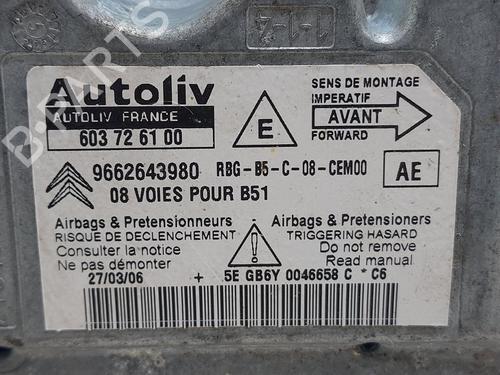 1-1-4
Autoliv
AUTOLIV FRANCE
603 72 61 00
E
SENS DE MONTAGE
IMPERATIF
AVANT
FORWARD
9662643980 RBG-B5-C-08-CEM00
AE
08 VOIES POUR B51
Airbags & Pretensionneurs
RISQUE DE DECLENCHEMENT
Consulter la notice
Ne pas démonter
Airbags & Pretensioners
TRIGGERING HASARD
Do not remove
Read manual
27/03/06 + 5E GB6Y 0046658 C * C6
B-PARTS